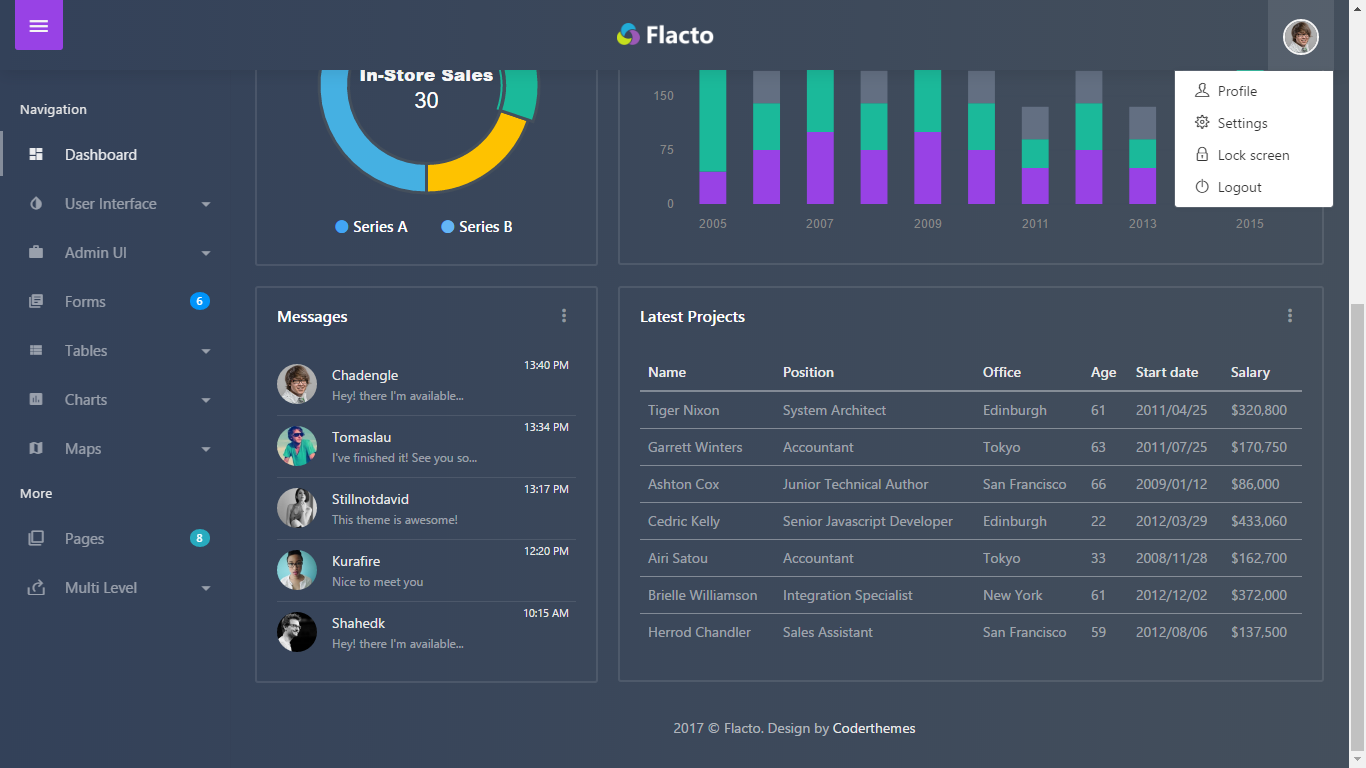 Flacto
Navigation
Dashboard
User Interface
Admin UI
Forms 6
Tables
Charts
Maps
More
Pages 8
Multi Level
In-Store Sales
30
Series A Series B
150
75
0
2005 2007 2009 2011 2013 2015
Profile
Settings
Lock screen
Logout
Messages
Chadengle 13:40 PM
Hey! there I'm available...
Tomaslau 13:34 PM
I've finished it! See you so...
Stillnotdavid 13:17 PM
This theme is awesome!
Kurafire 12:20 PM
Nice to meet you
Shahedk 10:15 AM
Hey! there I'm available...
Latest Projects
Name Position Office Age Start date Salary
Tiger Nixon System Architect Edinburgh 61 2011/04/25 $320,800
Garrett Winters Accountant Tokyo 63 2011/07/25 $170,750
Ashton Cox Junior Technical Author San Francisco 66 2009/01/12 $86,000
Cedric Kelly Senior Javascript Developer Edinburgh 22 2012/03/29 $433,060
Airi Satou Accountant Tokyo 33 2008/11/28 $162,700
Brielle Williamson Integration Specialist New York 61 2012/12/02 $372,000
Herrod Chandler Sales Assistant San Francisco 59 2012/08/06 $137,500
2017 © Flacto. Design by Coderthemes